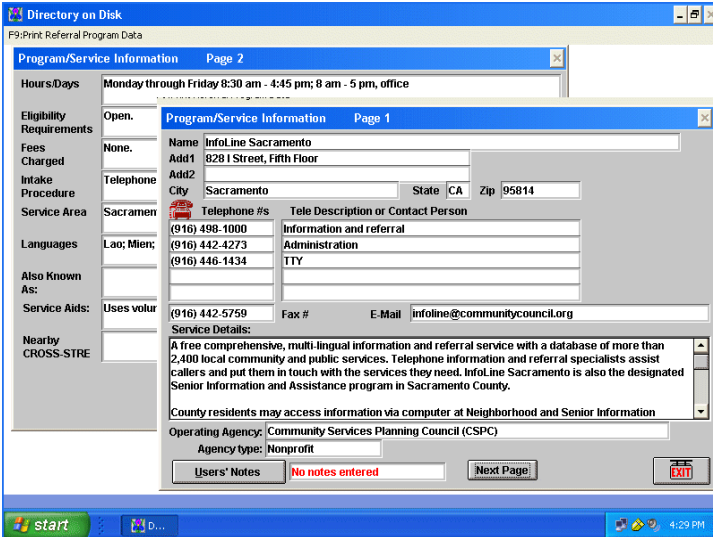 Directory on Disk
F9:Print Referral Program Data
Program/Service Information Page 2
Hours/Days Monday through Friday 8:30 am - 4:45 pm; 8 am - 5 pm, office
Eligibility Requirements Open.
Fees Charged None.
Intake Procedure Telephone
Service Area Sacramen
Languages Lao; Mien;
Also Known As:
Service Aids: Uses volur
Nearby CROSS-STRE
Program/Service Information Page 1
Name InfoLine Sacramento
Add1 828 I Street, Fifth Floor
Add2
City Sacramento State CA Zip 95814
Telephone #s Tele Description or Contact Person
(916) 498-1000 Information and referral
(916) 442-4273 Administration
(916) 446-1434 TTY
(916) 442-5759 Fax # E-Mail infoline@communitycouncil.org
Service Details:
A free comprehensive, multi-lingual information and referral service with a database of more than
2,400 local community and public services. Telephone information and referral specialists assist
callers and put them in touch with the services they need. InfoLine Sacramento is also the designated
Senior Information and Assistance program in Sacramento County.
County residents may access information via computer at Neighborhood and Senior Information
Operating Agency: Community Services Planning Council (CSPC)
Agency type: Nonprofit
Users' Notes No notes entered Next Page EXIT
start D... 4:29 PM